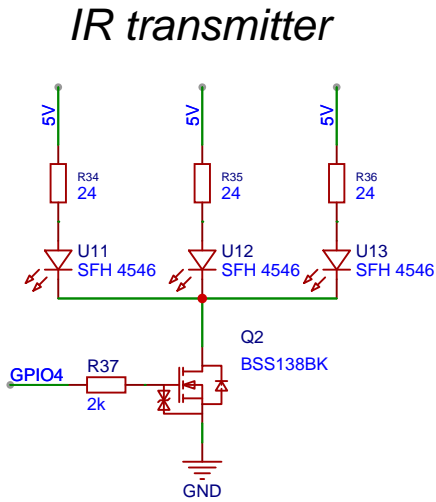 IR transmitter
5V
5V
5V
R34
24
R35
24
R36
24
U11
SFH 4546
U12
SFH 4546
U13
SFH 4546
Q2
BSS138BK
GPIO4
R37
2k
GND